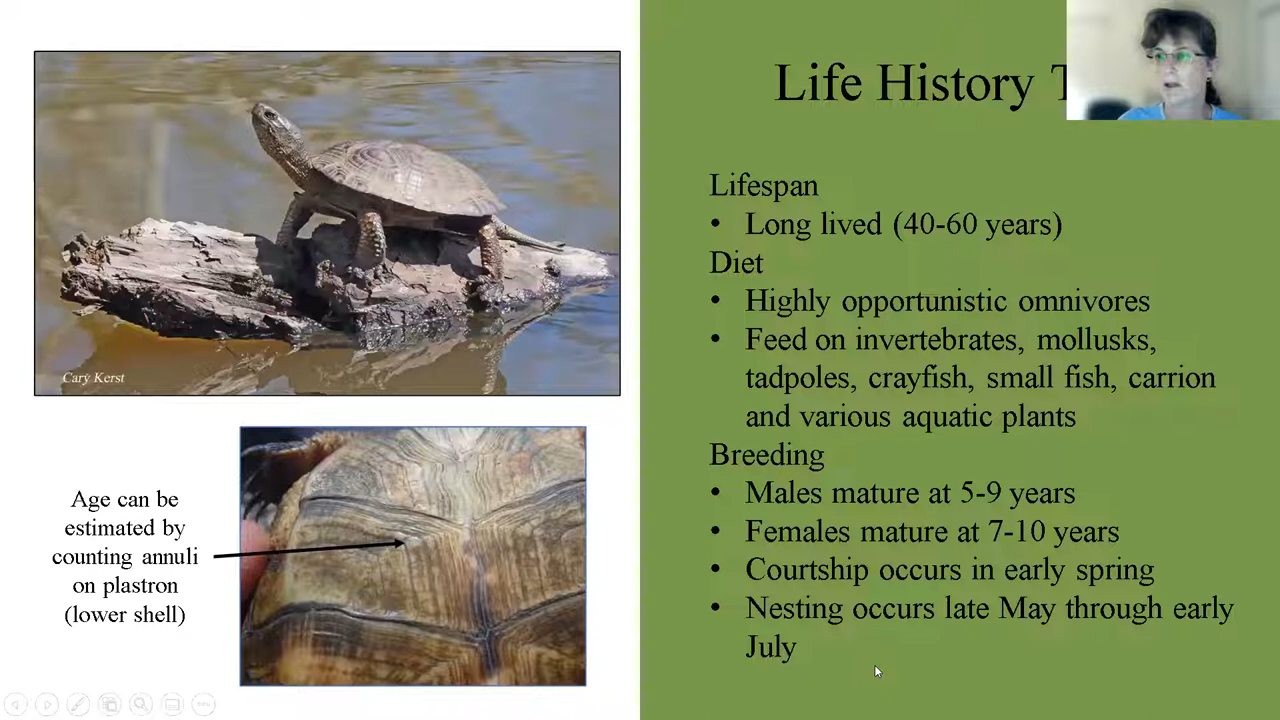 Life History T
Lifespan
• Long lived (40-60 years)
Diet
• Highly opportunistic omnivores
• Feed on invertebrates, mollusks,
tadpoles, crayfish, small fish, carrion
and various aquatic plants
Breeding
• Males mature at 5-9 years
• Females mature at 7-10 years
• Courtship occurs in early spring
• Nesting occurs late May through early
July
Cary Kerst
Age can be
estimated by
counting annuli
on plastron
(lower shell)